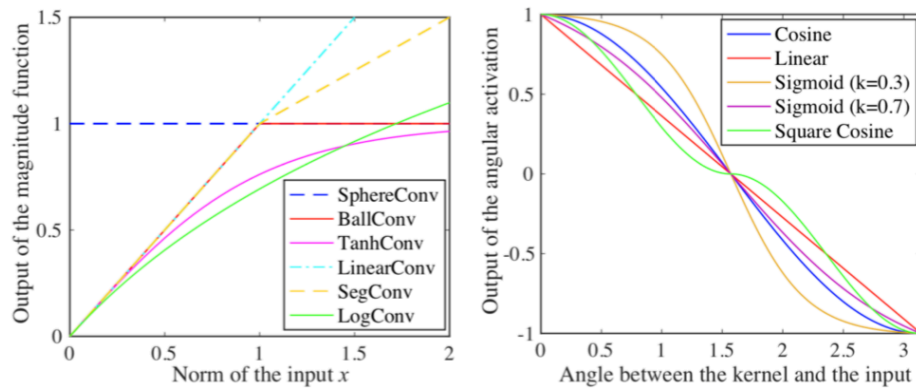 Output of the magnitude function
1.5
1
0.5
0
0
0.5
1
1.5
2
Norm of the input x
SphereConv
BallConv
TanhConv
LinearConv
SegConv
LogConv
Output of the angular activation
1
0.5
0
-0.5
-1
0
0.5
1
1.5
2
2.5
3
Angle between the kernel and the input
Cosine
Linear
Sigmoid (k=0.3)
Sigmoid (k=0.7)
Square Cosine